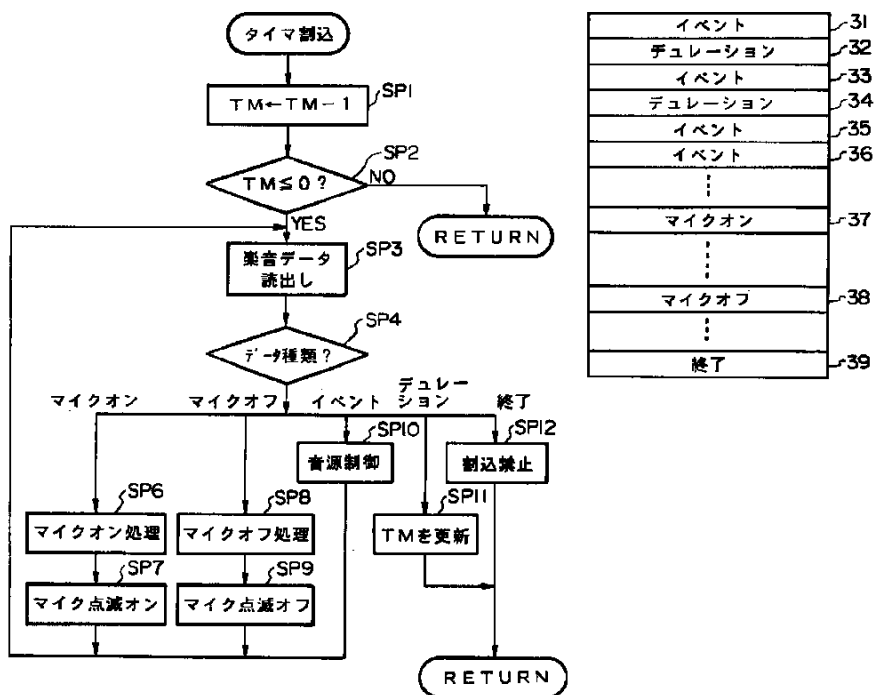 タイマ割込
TM←TM－1
SP1
SP2
TM≦0?
NO
YES
RETURN
楽音データ
読出し
SP3
SP4
データ種類?
マイクオン
マイクオフ
イベント
デュレー
ション
終了
SP10
音源制御
SP12
割込禁止
SP6
マイクオン処理
SP8
マイクオフ処理
SP11
TMを更新
SP7
マイク点滅オン
SP9
マイク点滅オフ
RETURN
イベント 31
デュレーション 32
イベント 33
デュレーション 34
イベント 35
イベント 36
マイクオン 37
マイクオフ 38
終了 39